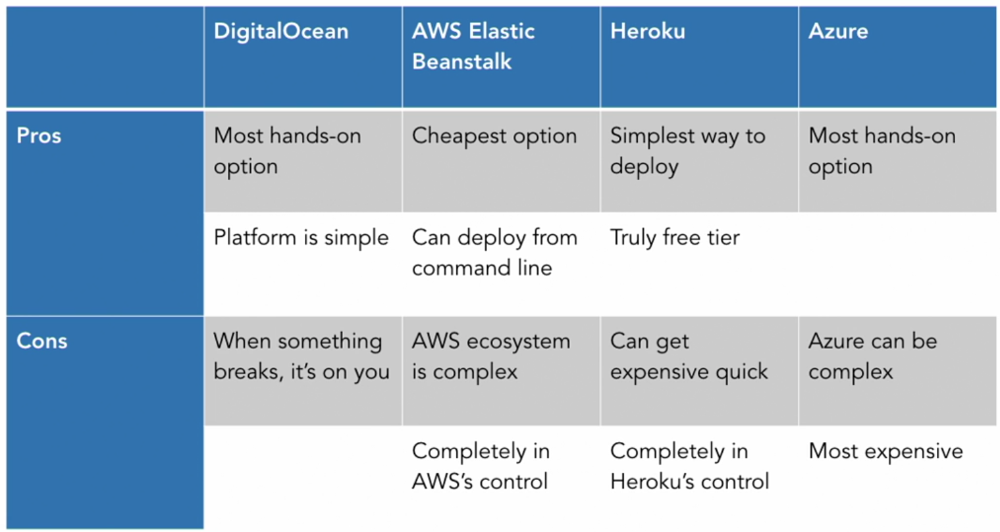 DigitalOcean
AWS Elastic
Beanstalk
Heroku
Azure
Pros
Most hands-on
option
Cheapest option
Simplest way to
deploy
Most hands-on
option
Platform is simple
Can deploy from
command line
Truly free tier
Cons
When something
breaks, it’s on you
AWS ecosystem
is complex
Can get
expensive quick
Azure can be
complex
Completely in
AWS’s control
Completely in
Heroku’s control
Most expensive